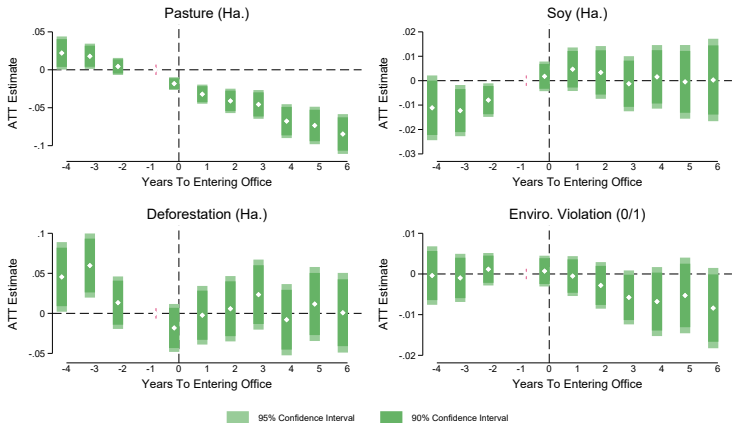 Pasture (Ha.)
.05
0
-.05
-.1
ATT Estimate
-4 -3 -2 -1 0 1 2 3 4 5 6
Years To Entering Office
Soy (Ha.)
.02
.01
0
-.01
-.02
-.03
ATT Estimate
-4 -3 -2 -1 0 1 2 3 4 5 6
Years To Entering Office
Deforestation (Ha.)
.1
.05
0
-.05
ATT Estimate
-4 -3 -2 -1 0 1 2 3 4 5 6
Years To Entering Office
Enviro. Violation (0/1)
.01
0
-.01
-.02
ATT Estimate
-4 -3 -2 -1 0 1 2 3 4 5 6
Years To Entering Office
95% Confidence Interval 90% Confidence Interval